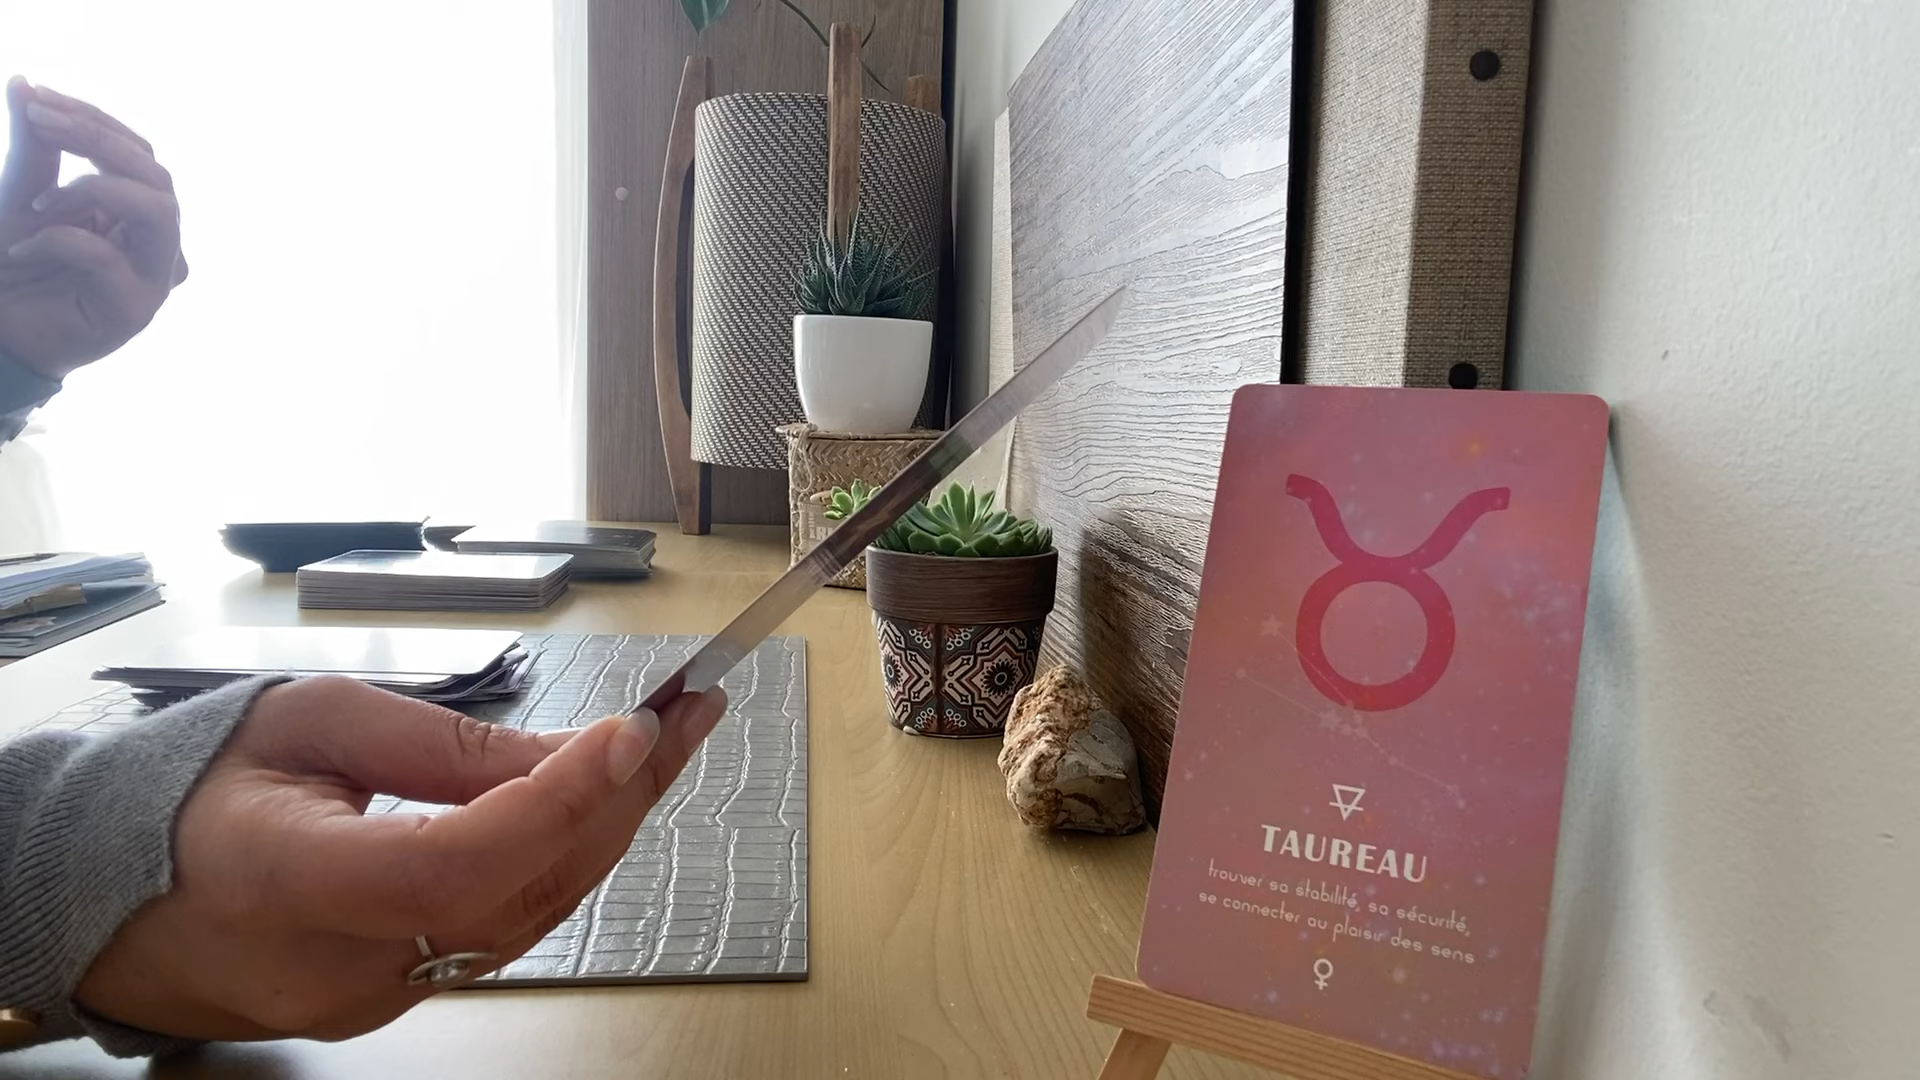 TAUREAU
trouver sa stabilité, sa sécurité,
se connecter au plaisir des sens